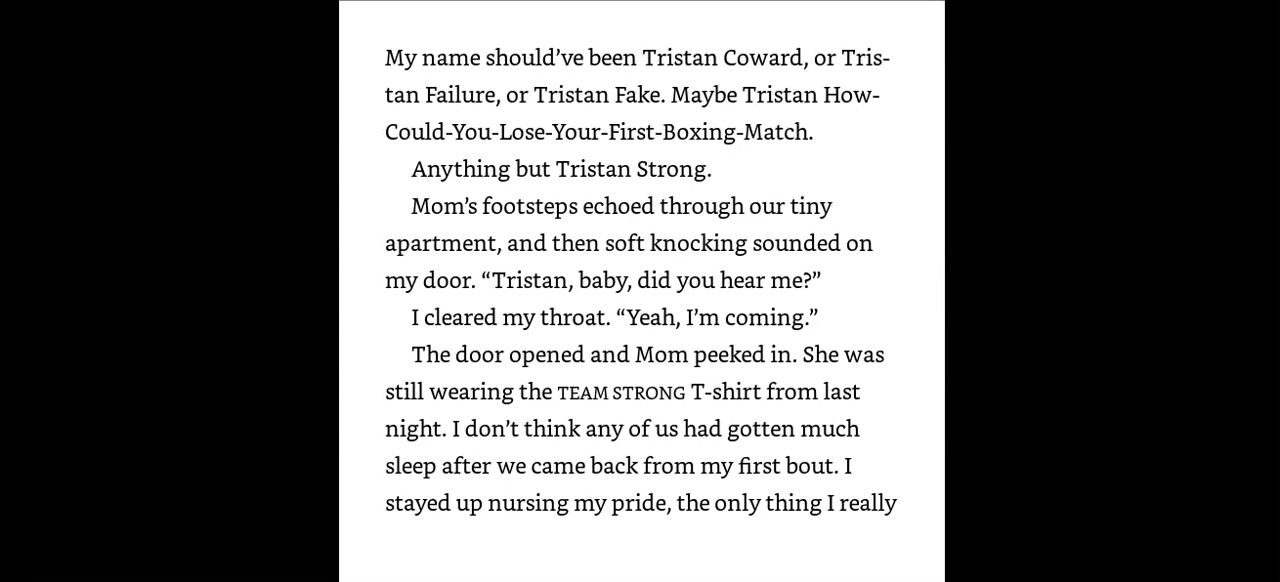 My name should’ve been Tristan Coward, or Tris-
tan Failure, or Tristan Fake. Maybe Tristan How-
Could-You-Lose-Your-First-Boxing-Match.
Anything but Tristan Strong.
Mom’s footsteps echoed through our tiny
apartment, and then soft knocking sounded on
my door. “Tristan, baby, did you hear me?”
I cleared my throat. “Yeah, I’m coming.”
The door opened and Mom peeked in. She was
still wearing the TEAM STRONG T-shirt from last
night. I don’t think any of us had gotten much
sleep after we came back from my first bout. I
stayed up nursing my pride, the only thing I really